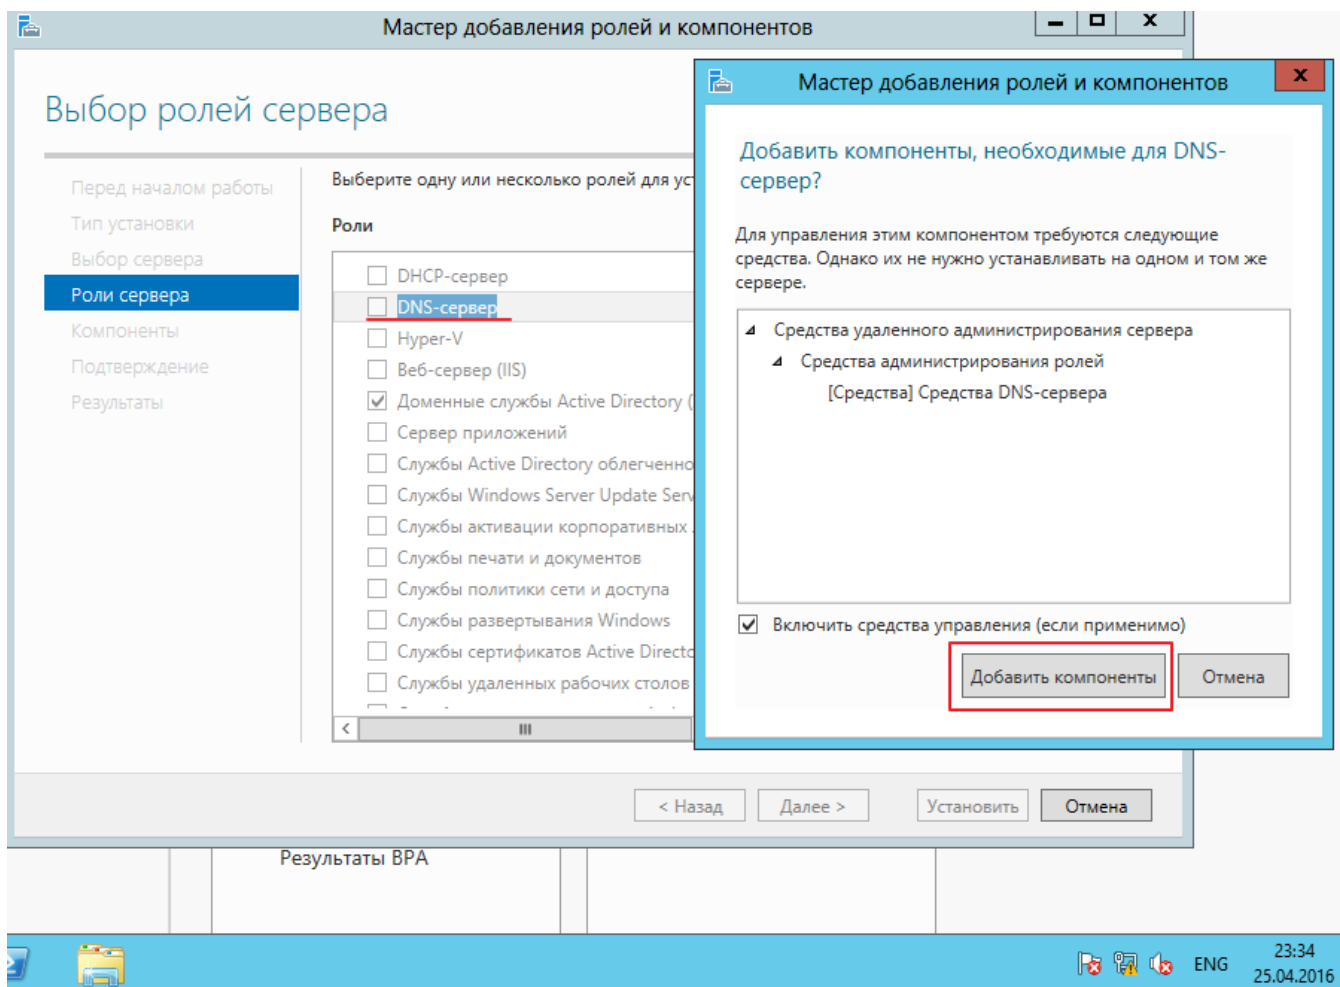 Мастер добавления ролей и компонентов
Выбор ролей сервера
Перед началом работы
Тип установки
Выбор сервера
Роли сервера
Компоненты
Подтверждение
Результаты
Выберите одну или несколько ролей для
Роли
DHCP-сервер
DNS-сервер
Hyper-V
Веб-сервер (IIS)
Доменные службы Active Directory (
Сервер приложений
Службы Active Directory
Службы Windows Server Update
Службы активации корпоративных
Службы печати и документов
Службы политики сети и доступа
Службы развертывания Windows
Службы сертификатов Active
Службы удаленных рабочих столов
< Назад
Далее >
Установить
Отмена
Мастер добавления ролей и компонентов
x
Добавить компоненты, необходимые для DNS-
сервер?
Для управления этим компонентом требуются следующие
средства. Однако их не нужно устанавливать на одном и том же
сервере.
Средства удаленного администрирования сервера
Средства администрирования ролей
[Средства] Средства DNS-сервера
Включить средства управления (если применимо)
Добавить компоненты
Отмена
Результаты BPA
ENG
23:34
25.04.2016